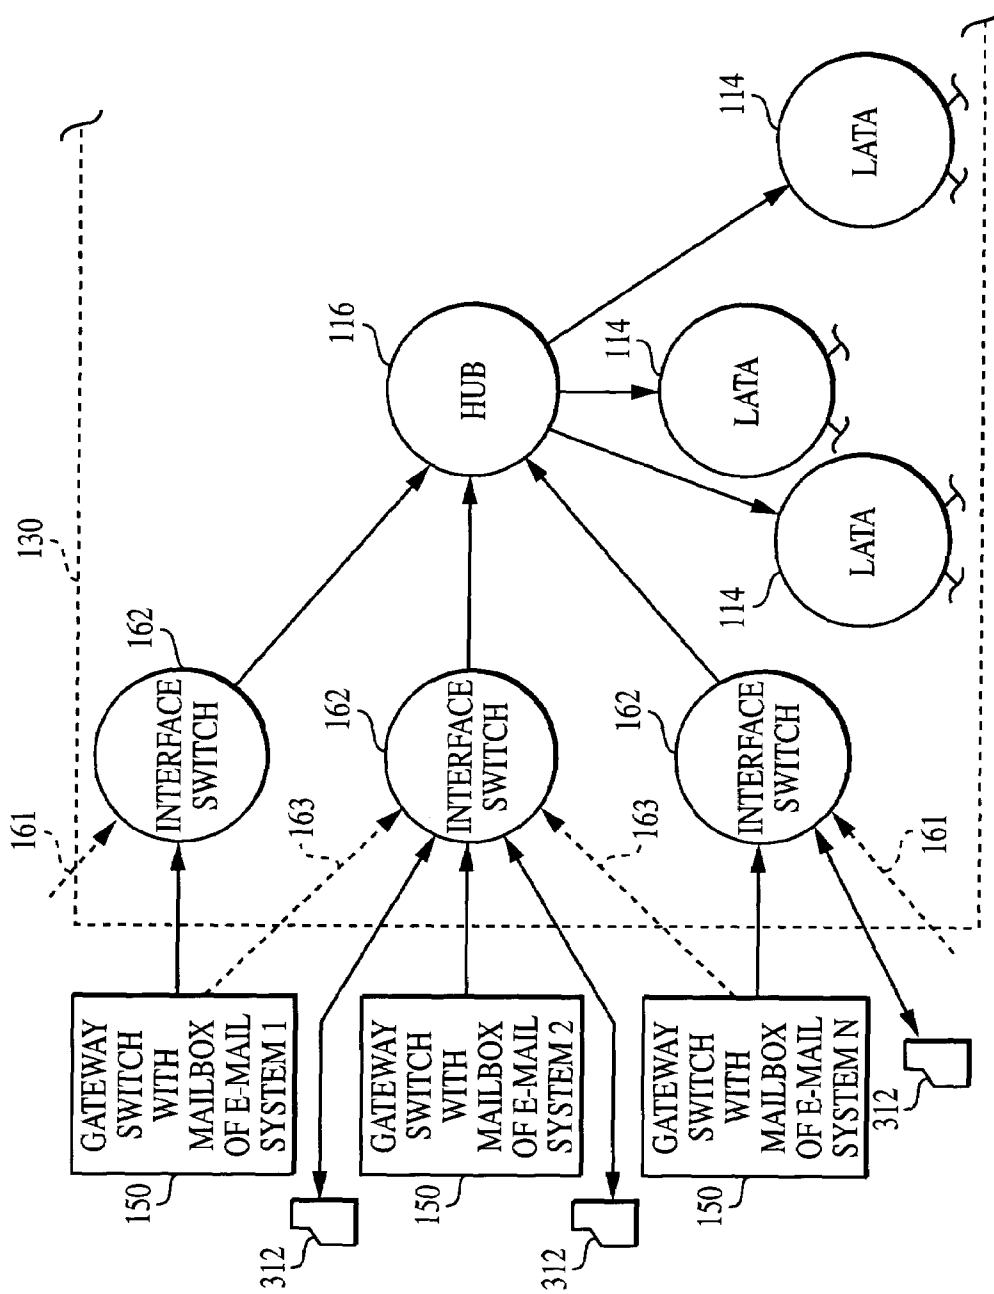 130
161
162
INTERFACE
SWITCH
116
HUB
114
LATA
114
LATA
114
LATA
162
INTERFACE
SWITCH
163
163
162
INTERFACE
SWITCH
161
GATEWAY
SWITCH
WITH
MAILBOX
OF E-MAIL
SYSTEM 1
150
312
GATEWAY
SWITCH
WITH
MAILBOX
OF E-MAIL
SYSTEM 2
150
312
GATEWAY
SWITCH
WITH
MAILBOX
OF E-MAIL
SYSTEM N
150
312